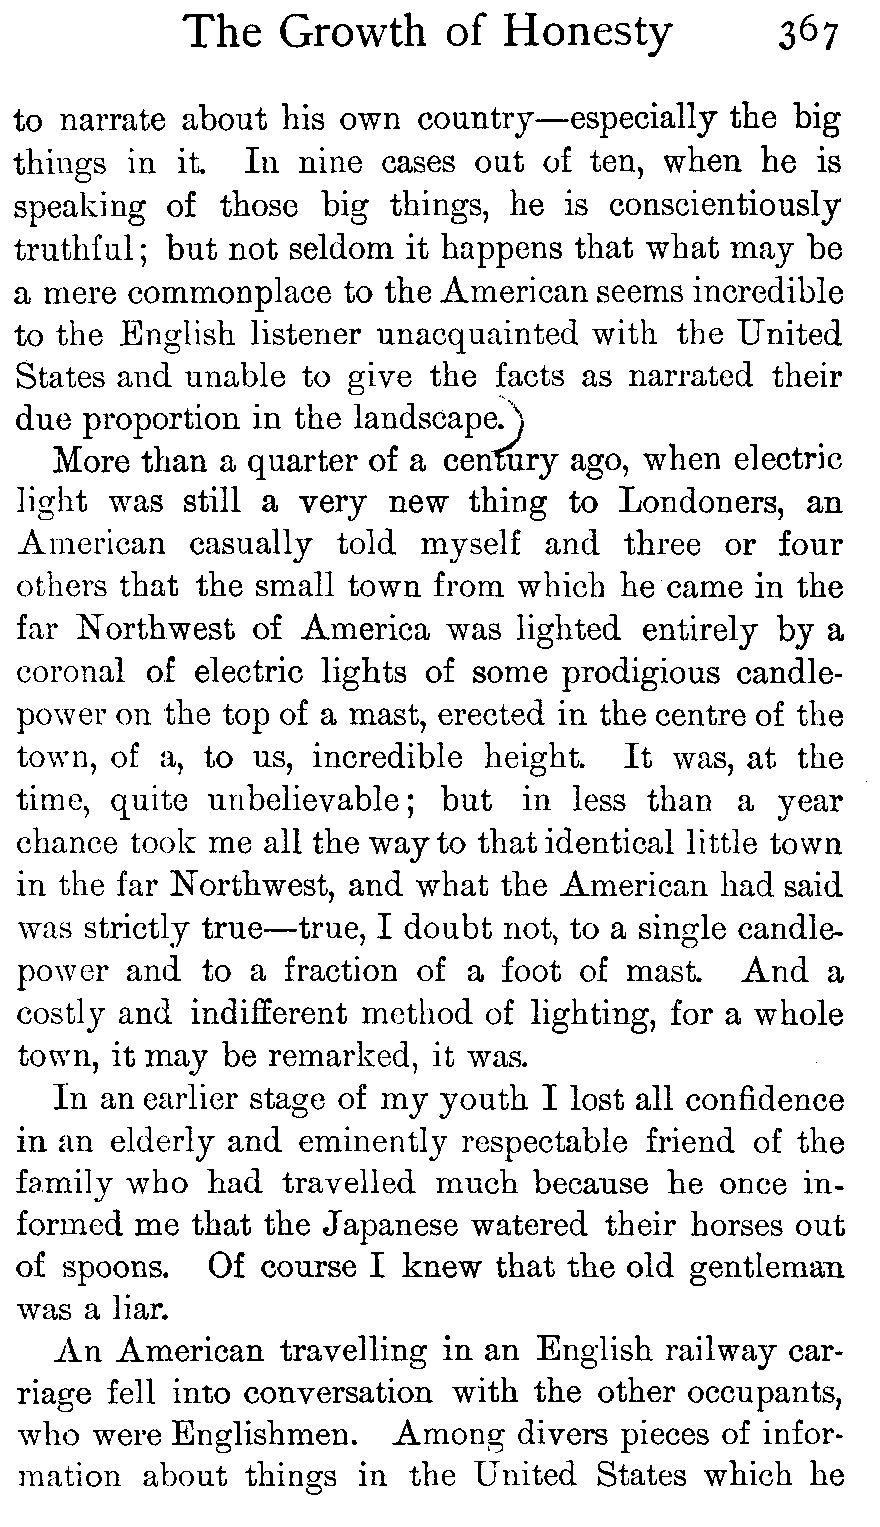 The Growth of Honesty 367
to narrate about his own country—especially the big
things in it. In nine cases out of ten, when he is
speaking of those big things, he is conscientiously
truthful; but not seldom it happens that what may be
a mere commonplace to the American seems incredible
to the English listener unacquainted with the United
States and unable to give the facts as narrated their
due proportion in the landscape.)
More than a quarter of a century ago, when electric
light was still a very new thing to Londoners, an
American casually told myself and three or four
others that the small town from which he came in the
far Northwest of America was lighted entirely by a
coronal of electric lights of some prodigious candle-
power on the top of a mast, erected in the centre of the
town, of a, to us, incredible height. It was, at the
time, quite unbelievable; but in less than a year
chance took me all the way to that identical little town
in the far Northwest, and what the American had said
was strictly true—true, I doubt not, to a single candle-
power and to a fraction of a foot of mast. And a
costly and indifferent method of lighting, for a whole
town, it may be remarked, it was.
In an earlier stage of my youth I lost all confidence
in an elderly and eminently respectable friend of the
family who had travelled much because he once in-
formed me that the Japanese watered their horses out
of spoons. Of course I knew that the old gentleman
was a liar.
An American travelling in an English railway car-
riage fell into conversation with the other occupants,
who were Englishmen. Among divers pieces of infor-
mation about things in the United States which he